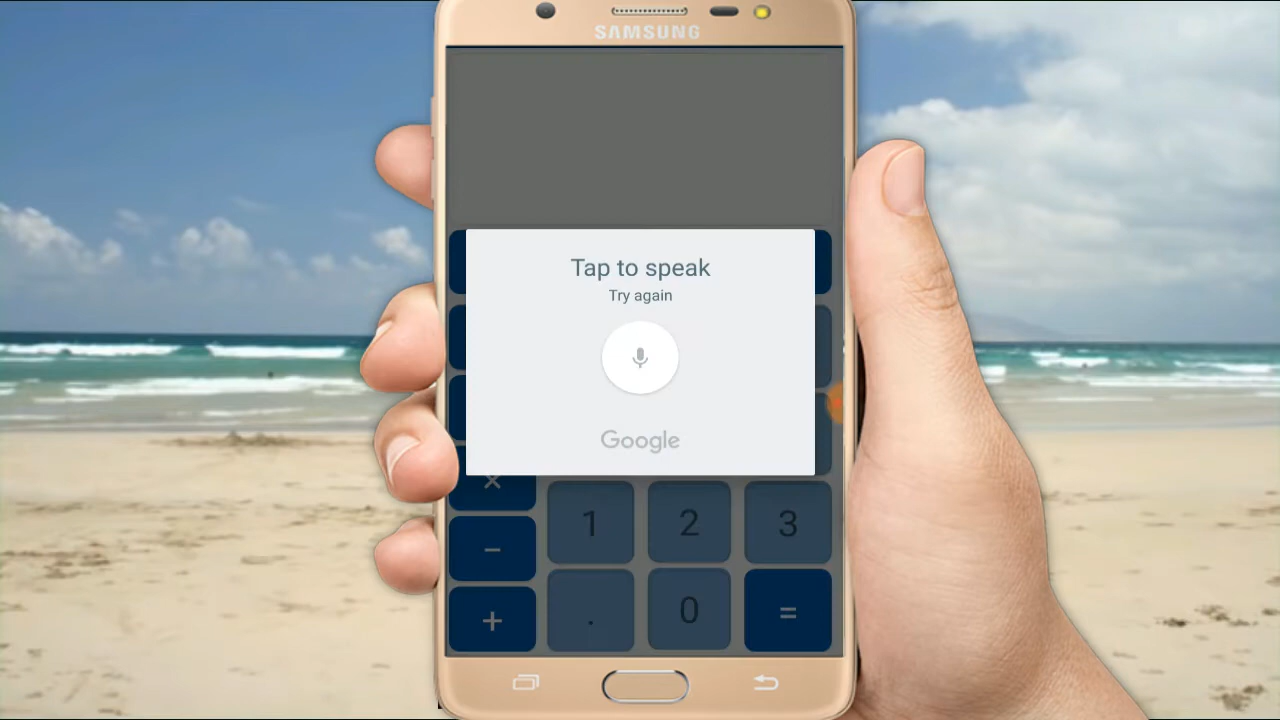 SAMSUNG
Tap to speak
Try again
Google
×
1 2 3
−
. 0 =
+